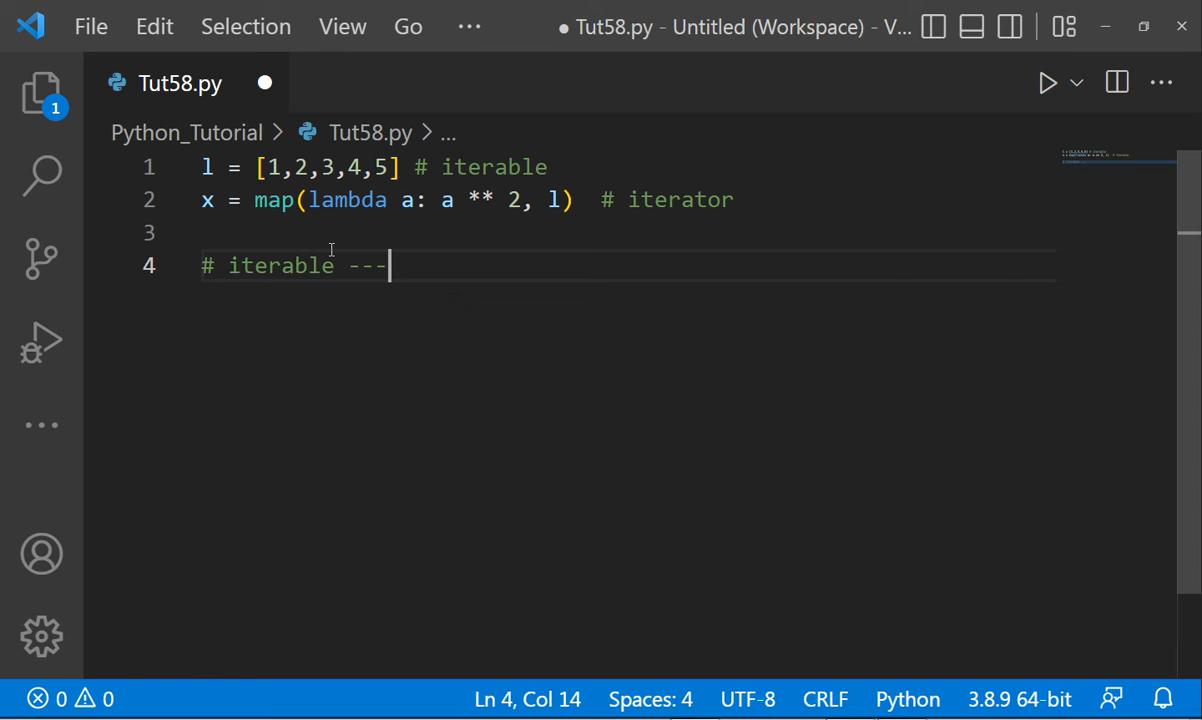 File Edit Selection View Go ··· ● Tut58.py - Untitled (Workspace) - V...
Tut58.py ●
Python_Tutorial > Tut58.py > ...
1 l = [1,2,3,4,5] # iterable
2 x = map(lambda a: a ** 2, l)  # iterator
3
4 # iterable ---
1
0 0 Ln 4, Col 14 Spaces: 4 UTF-8 CRLF Python 3.8.9 64-bit